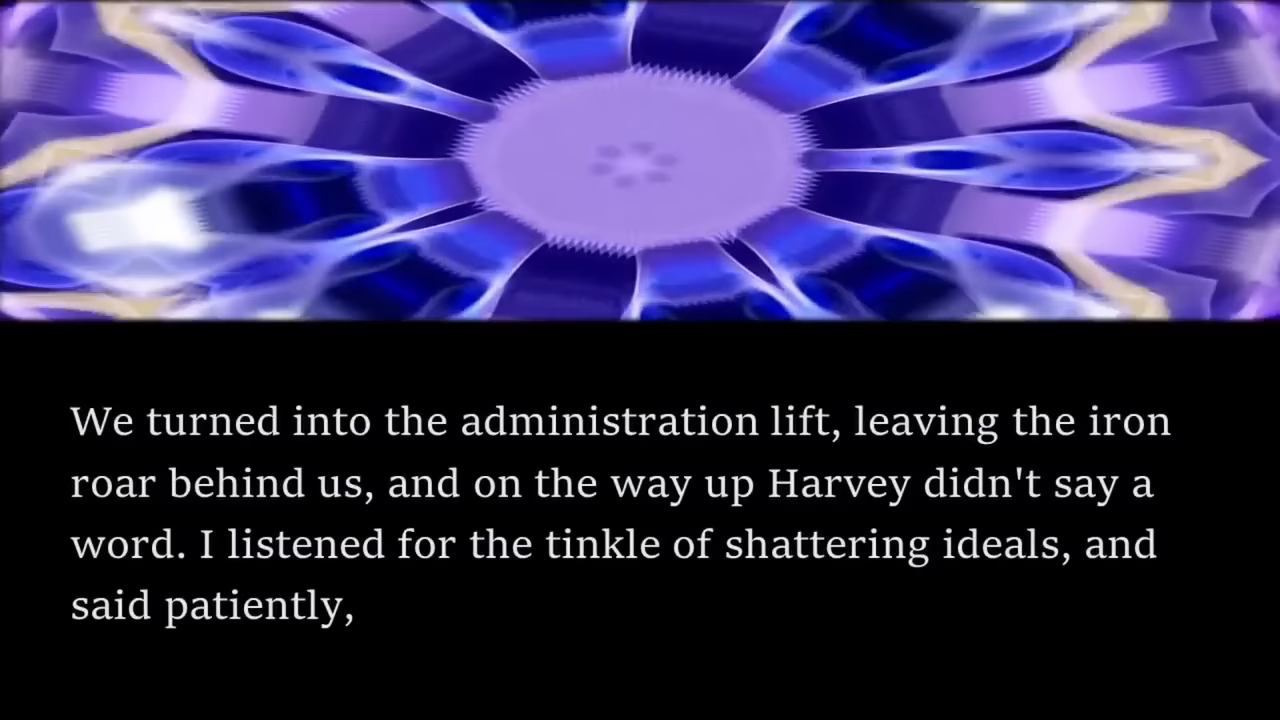 We turned into the administration lift, leaving the iron
roar behind us, and on the way up Harvey didn't say a
word. I listened for the tinkle of shattering ideals, and
said patiently,